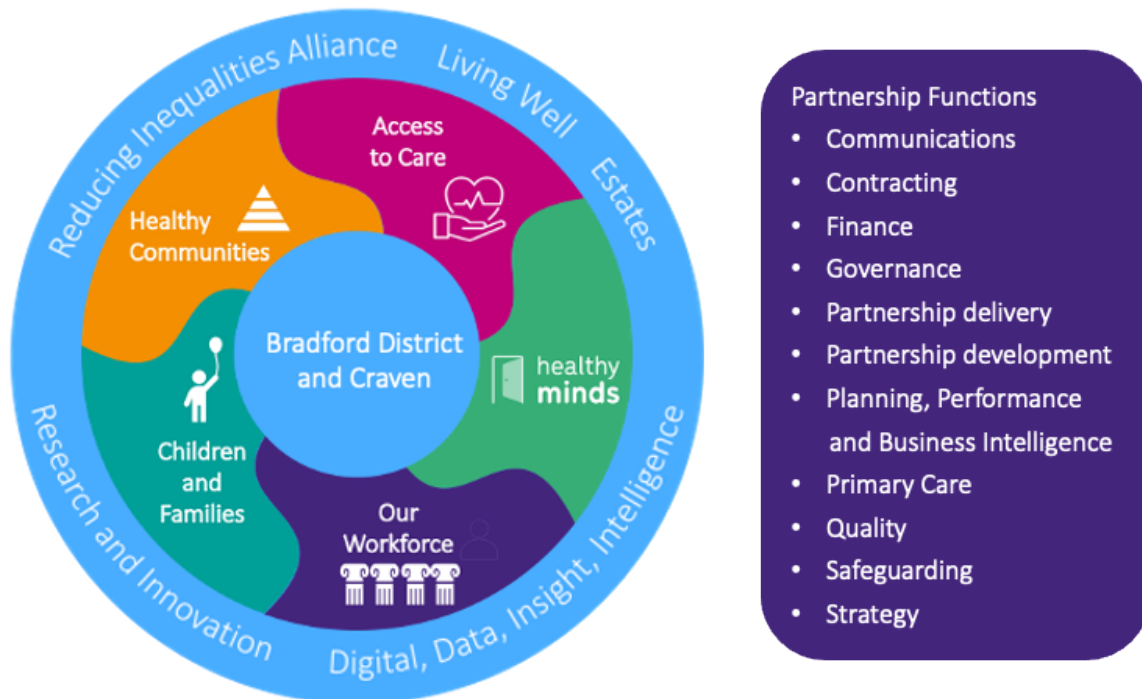 Reducing Inequalities Alliance
Living Well
Estates
Digital, Data, Insight, Intelligence
Research and Innovation
Access
to Care
Healthy
Communities
healthy
minds
Bradford District
and Craven
Children
and
Families
Our
Workforce
Partnership Functions
• Communications
• Contracting
• Finance
• Governance
• Partnership delivery
• Partnership development
• Planning, Performance
and Business Intelligence
• Primary Care
• Quality
• Safeguarding
• Strategy